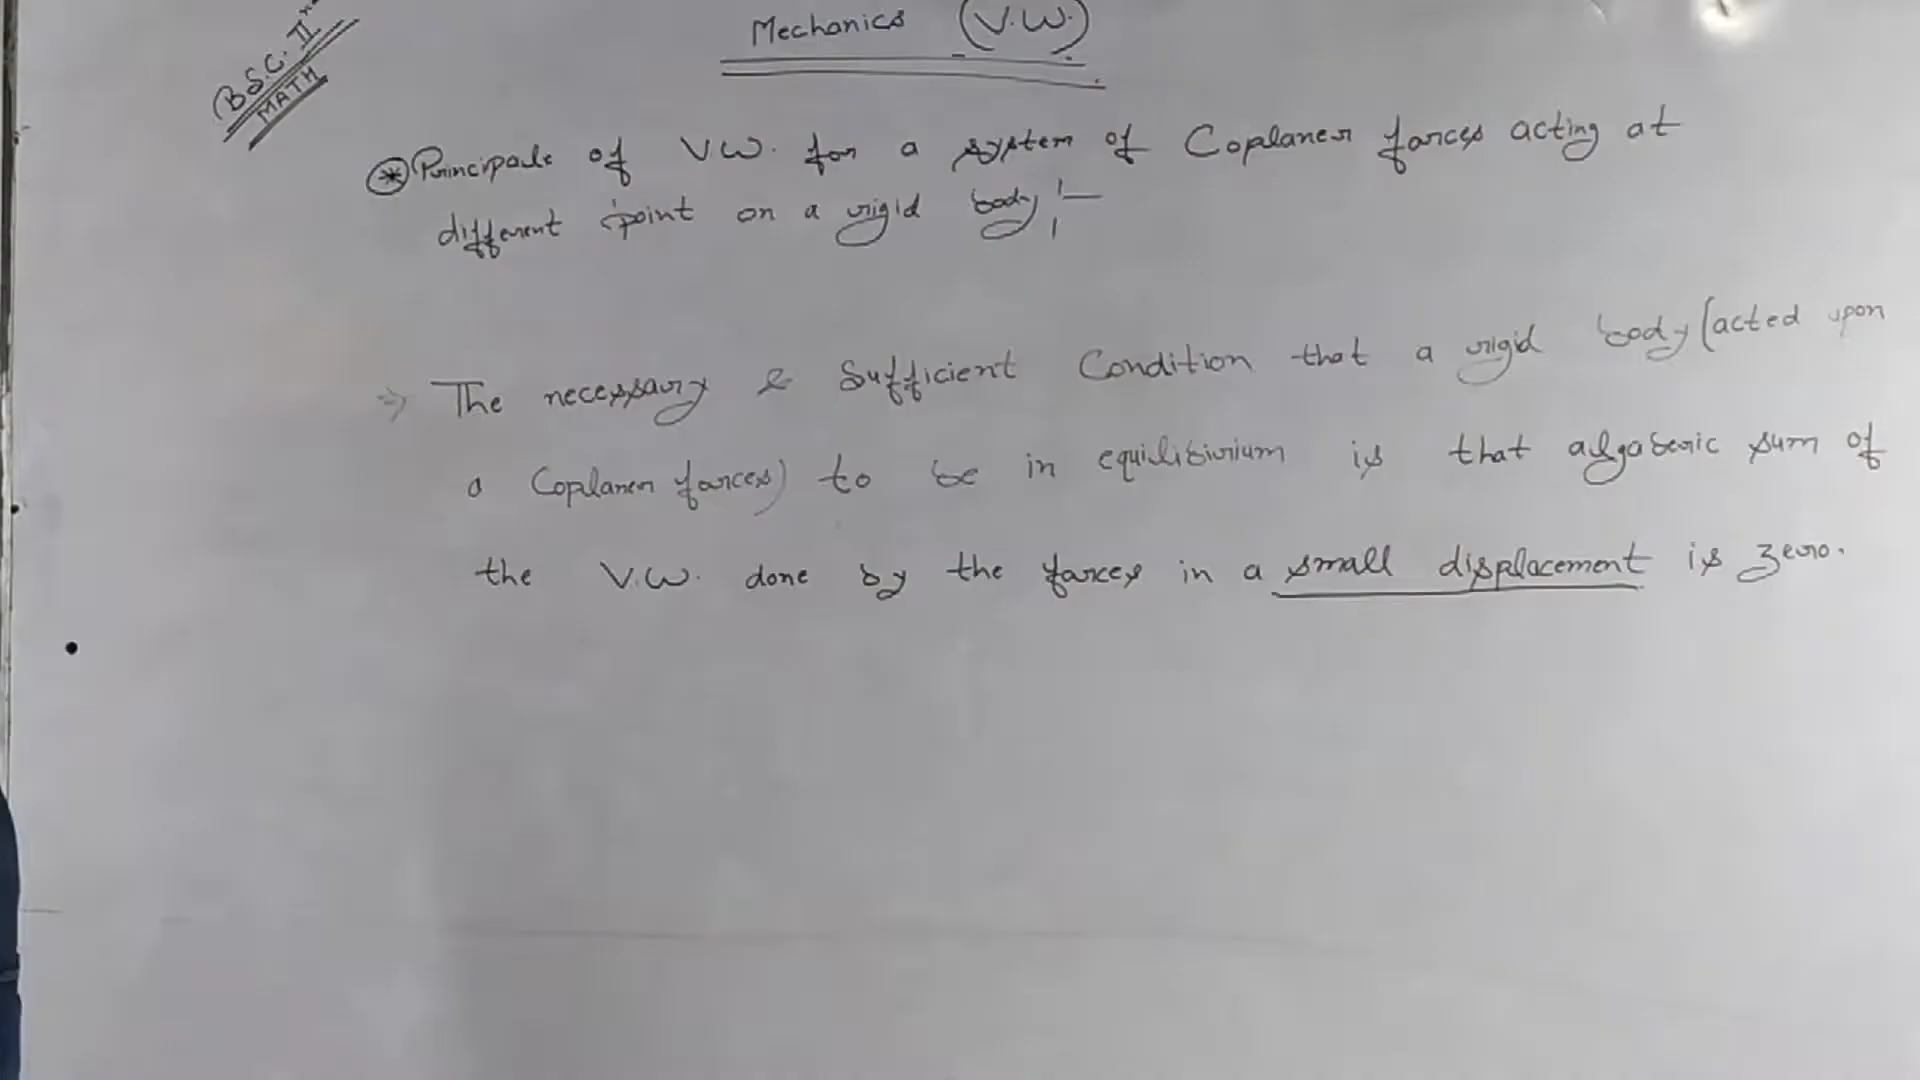 BSC. IInd
MATH
Mechanics (V.W.)
* Principale of V.W. for a system of Coplaner forces acting at
different point on a rigid body :-
⇒ The necessary & Sufficient Condition that a rigid body (acted upon
a Coplaner forces) to be in equilibirium is that algaberic sum of
the V.W. done by the forces in a small displacement is zero.